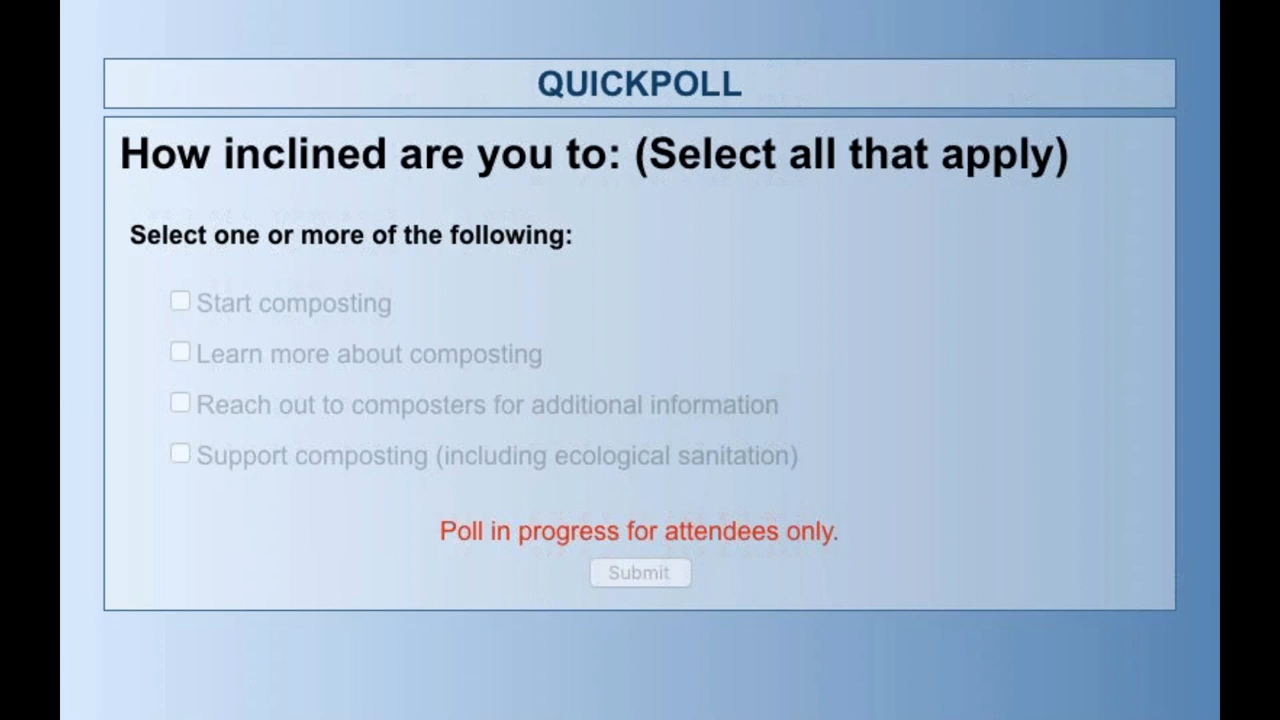 QUICKPOLL
How inclined are you to: (Select all that apply)
Select one or more of the following:
Start composting
Learn more about composting
Reach out to composters for additional information
Support composting (including ecological sanitation)
Poll in progress for attendees only.
Submit